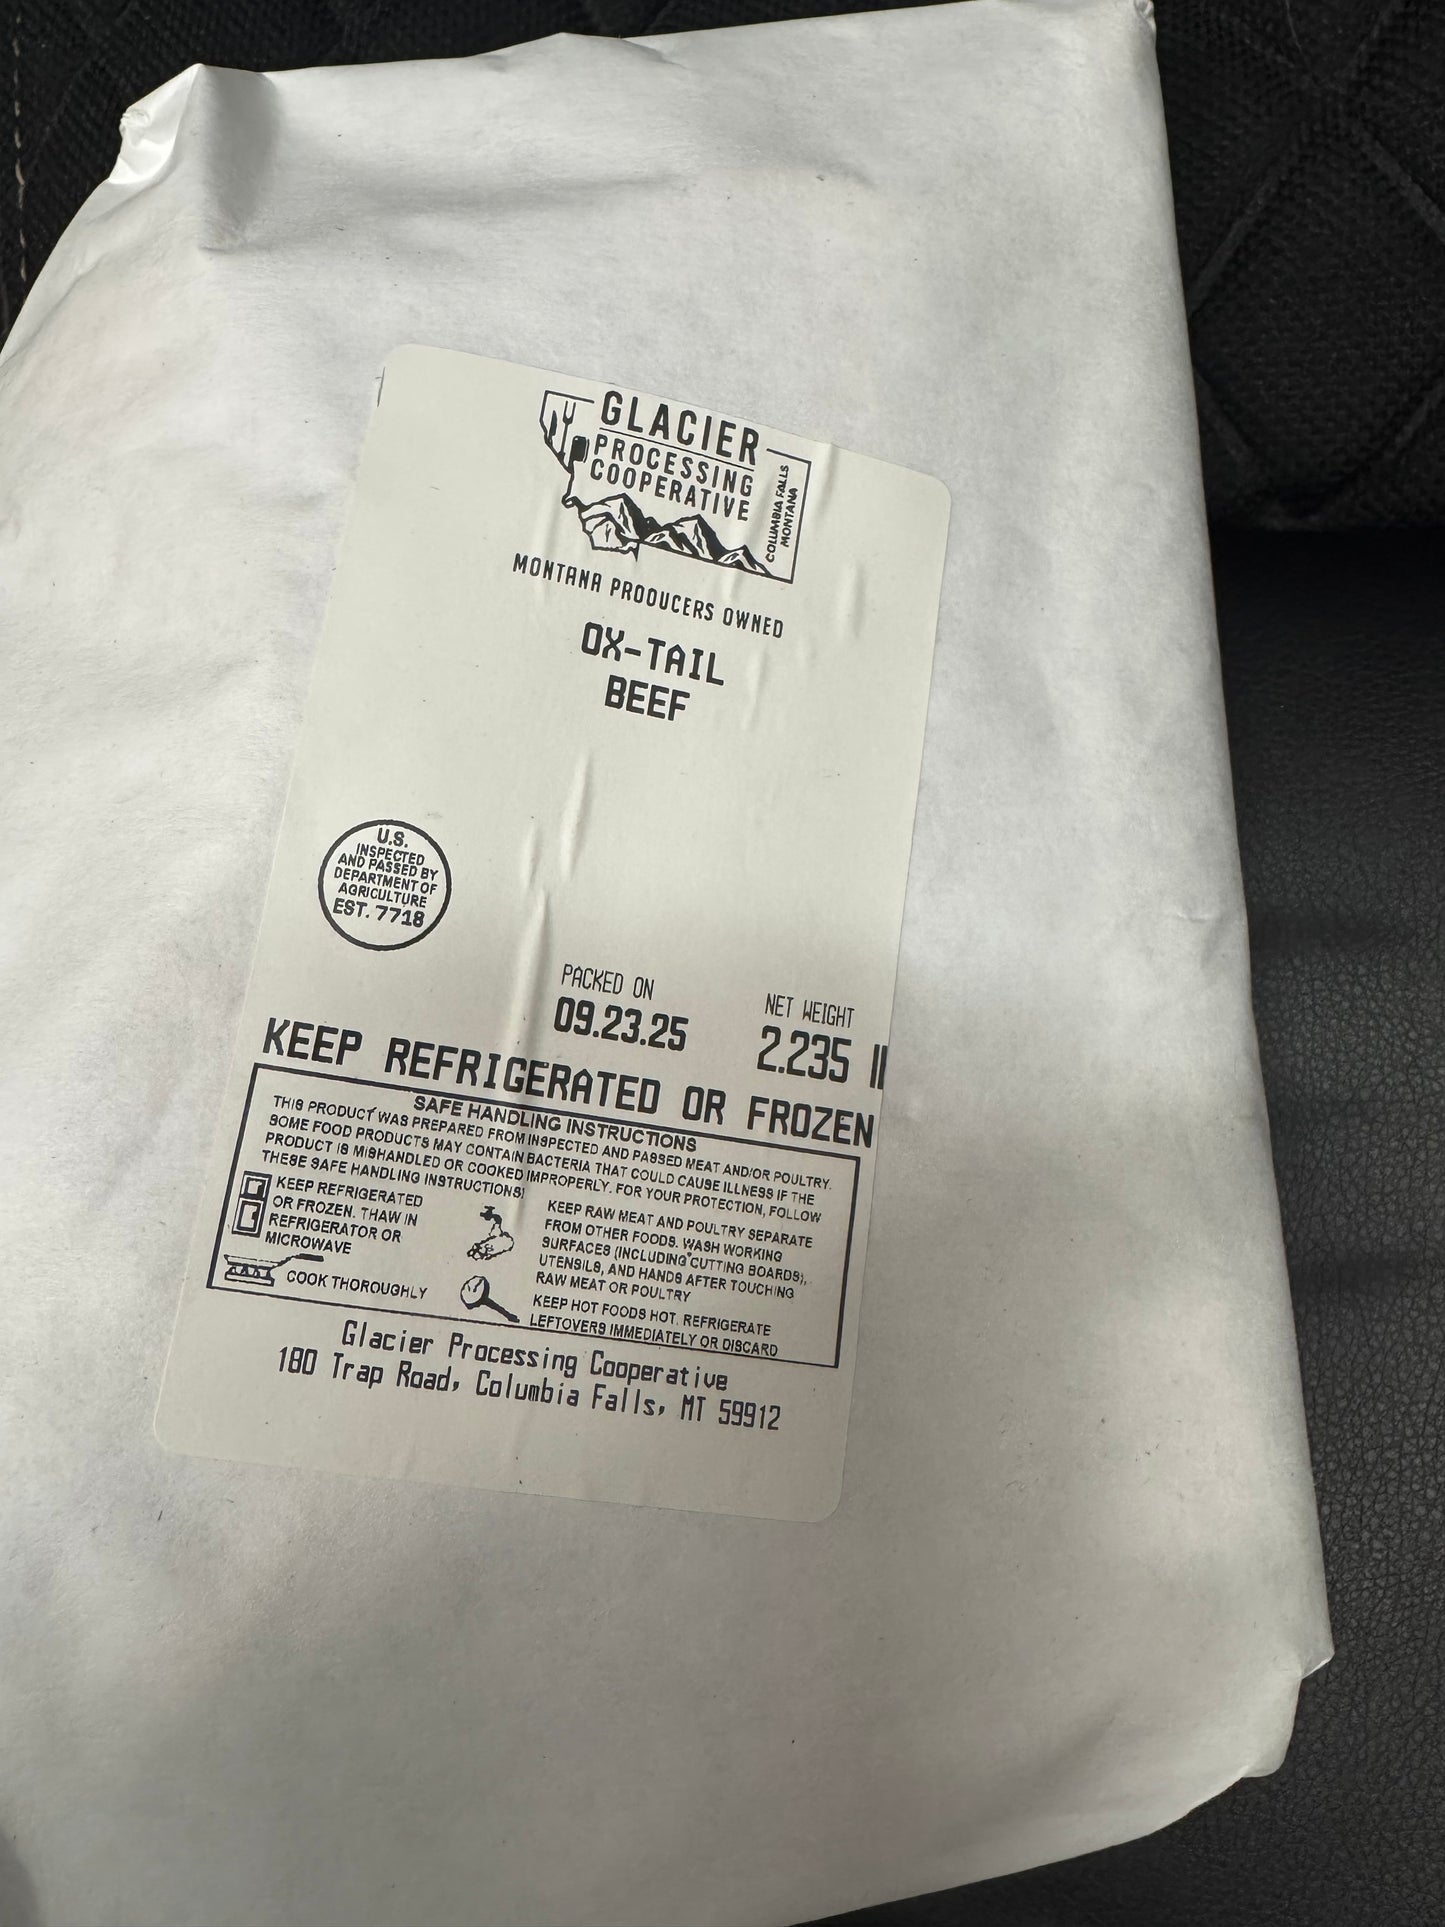 GLACIER
PROCESSING
COOPERATIVE
COLUMBIA FALLS
MONTANA
MONTANA PRODUCERS OWNED
OX-TAIL
BEEF
U.S.
INSPECTED
AND PASSED BY
DEPARTMENT OF
AGRICULTURE
EST. 7718
PACKED ON
09.23.25
NET WEIGHT
2.235 l
KEEP REFRIGERATED OR FROZEN
SAFE HANDLING INSTRUCTIONS
THIS PRODUCT WAS PREPARED FROM INSPECTED AND PASSED MEAT AND/OR POULTRY.
SOME FOOD PRODUCTS MAY CONTAIN BACTERIA THAT COULD CAUSE ILLNESS IF THE
PRODUCT IS MISHANDLED OR COOKED IMPROPERLY. FOR YOUR PROTECTION, FOLLOW
THESE SAFE HANDLING INSTRUCTIONS)
KEEP REFRIGERATED
OR FROZEN. THAW IN
REFRIGERATOR OR
MICROWAVE
COOK THOROUGHLY
KEEP RAW MEAT AND POULTRY SEPARATE
FROM OTHER FOODS. WASH WORKING
SURFACES (INCLUDING CUTTING BOARDS),
UTENSILS, AND HANDS AFTER TOUCHING
RAW MEAT OR POULTRY
KEEP HOT FOODS HOT. REFRIGERATE
LEFTOVERS IMMEDIATELY OR DISCARD
Glacier Processing Cooperative
180 Trap Road, Columbia Falls, MT 59912